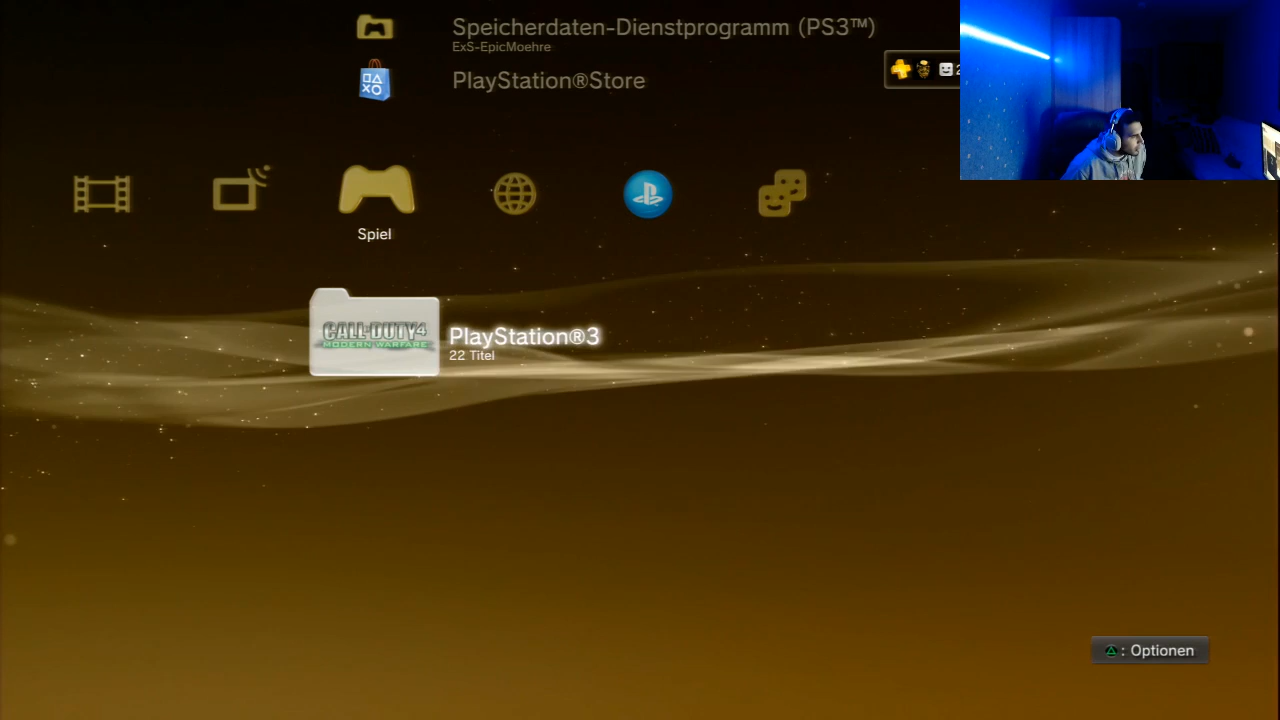 Speicherdaten-Dienstprogramm (PS3™)
ExS-EpicMoehre
PlayStation®Store
2
Spiel
CALL OF DUTY 4
MODERN WARFARE
PlayStation®3
22 Titel
: Optionen